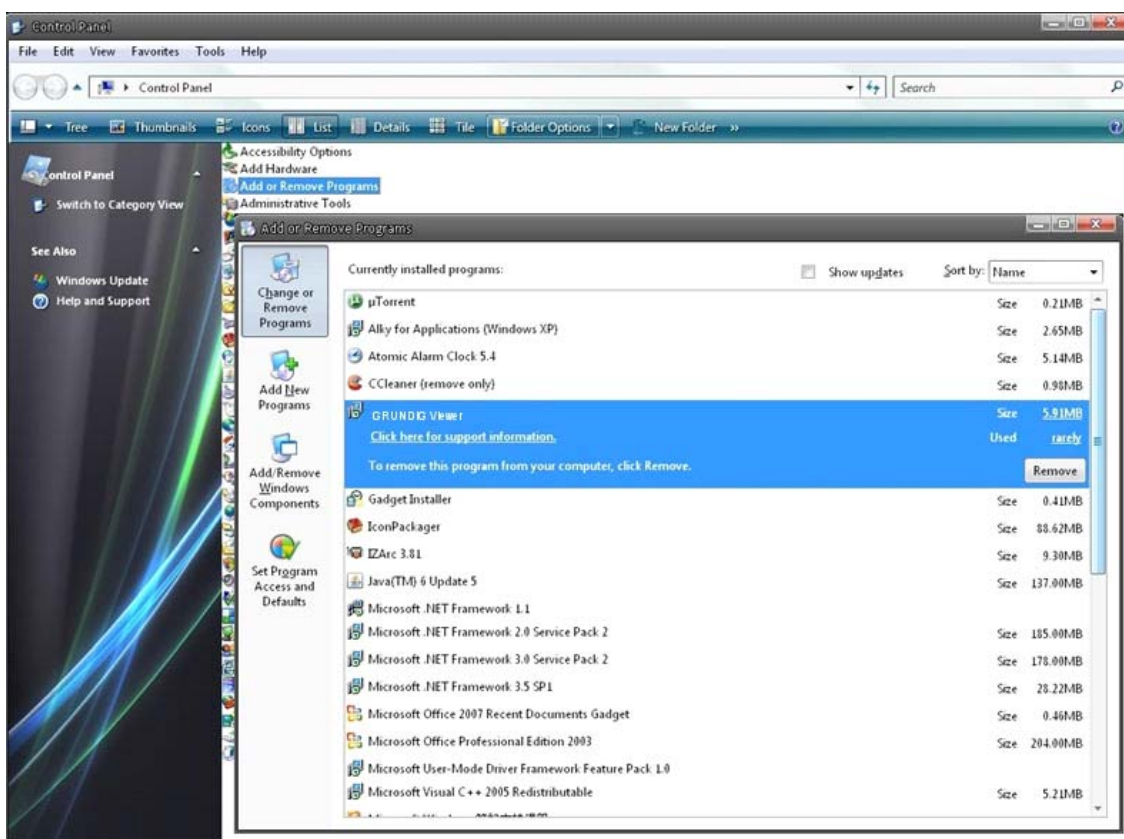 Control Panel
File Edit View Favorites Tools Help
Control Panel
Search
Tree Thumbnails Icons List Details Tile Folder Options New Folder »
Control Panel
Switch to Category View
See Also
Windows Update
Help and Support
Accessibility Options
Add Hardware
Add or Remove Programs
Administrative Tools
Add or Remove Programs
Change or
Remove
Programs
Add New
Programs
Add/Remove
Windows
Components
Set Program
Access and
Defaults
Currently installed programs:
Show updates
Sort by: Name
µTorrent Size 0.21MB
Alky for Applications (Windows XP) Size 2.65MB
Atomic Alarm Clock 5.4 Size 5.14MB
CCleaner (remove only) Size 0.98MB
GRUNDIG Viewer Size 5.91MB
Click here for support information. Used rarely
To remove this program from your computer, click Remove. Remove
Gadget Installer Size 0.41MB
IconPackager Size 88.62MB
IZArc 3.81 Size 9.30MB
Java(TM) 6 Update 5 Size 137.00MB
Microsoft .NET Framework 1.1
Microsoft .NET Framework 2.0 Service Pack 2 Size 185.00MB
Microsoft .NET Framework 3.0 Service Pack 2 Size 178.00MB
Microsoft .NET Framework 3.5 SP1 Size 28.22MB
Microsoft Office 2007 Recent Documents Gadget Size 0.46MB
Microsoft Office Professional Edition 2003 Size 204.00MB
Microsoft User-Mode Driver Framework Feature Pack 1.0
Microsoft Visual C++ 2005 Redistributable Size 5.21MB